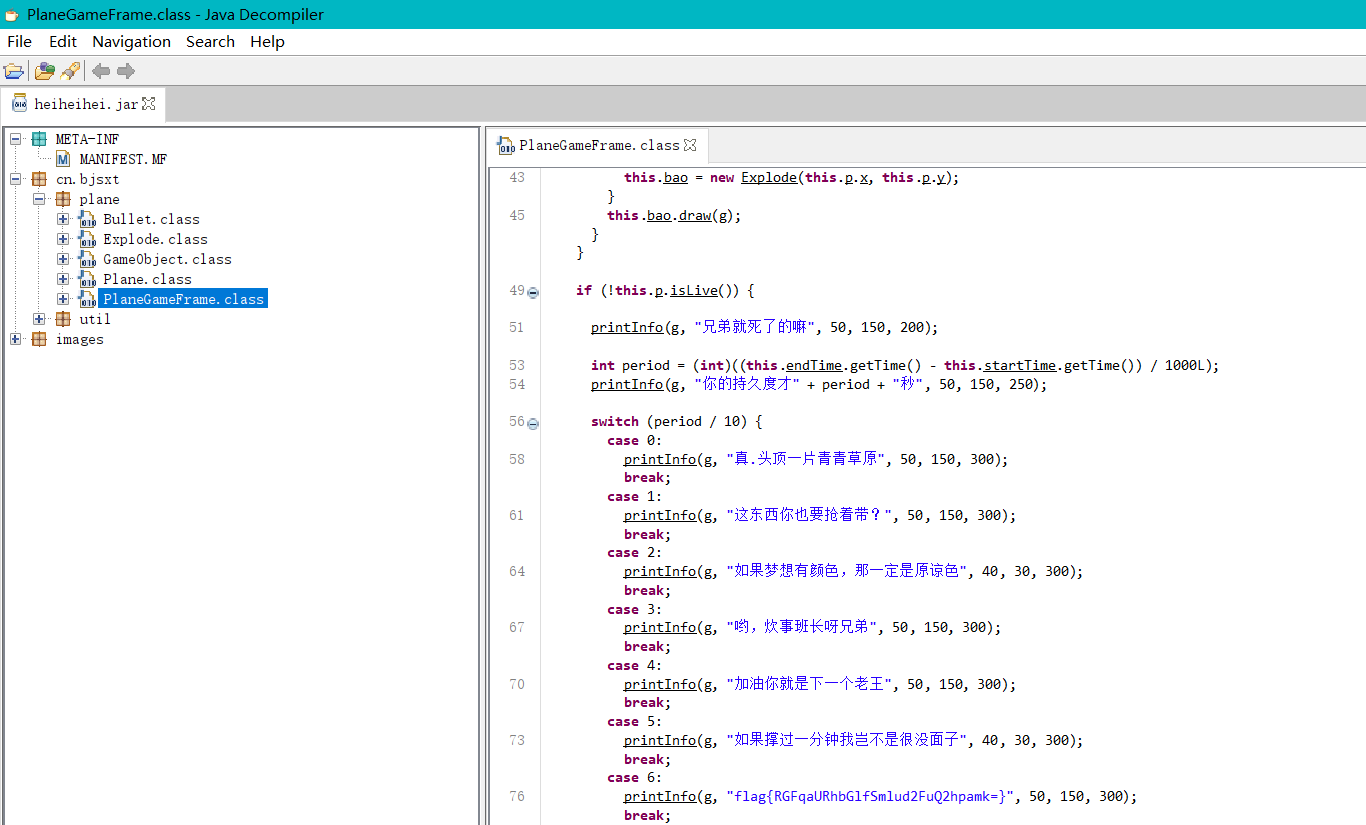 PlaneGameFrame.class - Java Decompiler
File Edit Navigation Search Help
heiheihei.jar
META-INF
MANIFEST.MF
cn.bjsxt
plane
Bullet.class
Explode.class
GameObject.class
Plane.class
PlaneGameFrame.class
util
images
PlaneGameFrame.class
43 this.bao = new Explode(this.p.x, this.p.y);
}
45 this.bao.draw(g);
}
}
49 if (!this.p.isLive()) {
51 printInfo(g, "兄弟就死了的嘛", 50, 150, 200);
53 int period = (int)((this.endTime.getTime() - this.startTime.getTime()) / 1000L);
54 printInfo(g, "你的持久度才" + period + "秒", 50, 150, 250);
56 switch (period / 10) {
case 0:
58 printInfo(g, "真.头顶一片青青草原", 50, 150, 300);
break;
case 1:
61 printInfo(g, "这东西你也要抢着带？", 50, 150, 300);
break;
case 2:
64 printInfo(g, "如果梦想有颜色，那一定是原谅色", 40, 30, 300);
break;
case 3:
67 printInfo(g, "哟，炊事班长呀兄弟", 50, 150, 300);
break;
case 4:
70 printInfo(g, "加油你就是下一个老王", 50, 150, 300);
break;
case 5:
73 printInfo(g, "如果撑过一分钟我岂不是很没面子", 40, 30, 300);
break;
case 6:
76 printInfo(g, "flag{RGFqaURhbGlfSmlud2FuQ2hpamk=}", 50, 150, 300);
break;